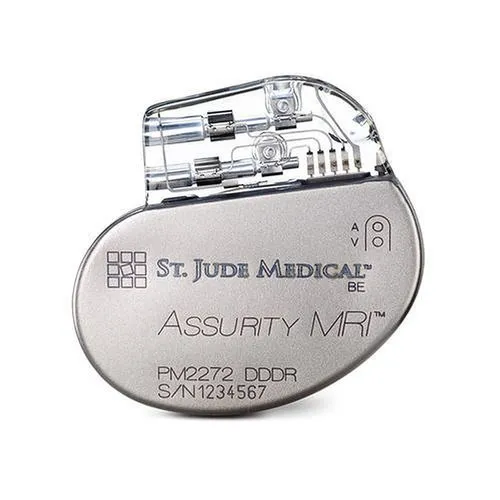 A
V
ST. JUDE MEDICAL™
BE
ASSURITY MRI™
PM2272 DDDR
S/N1234567